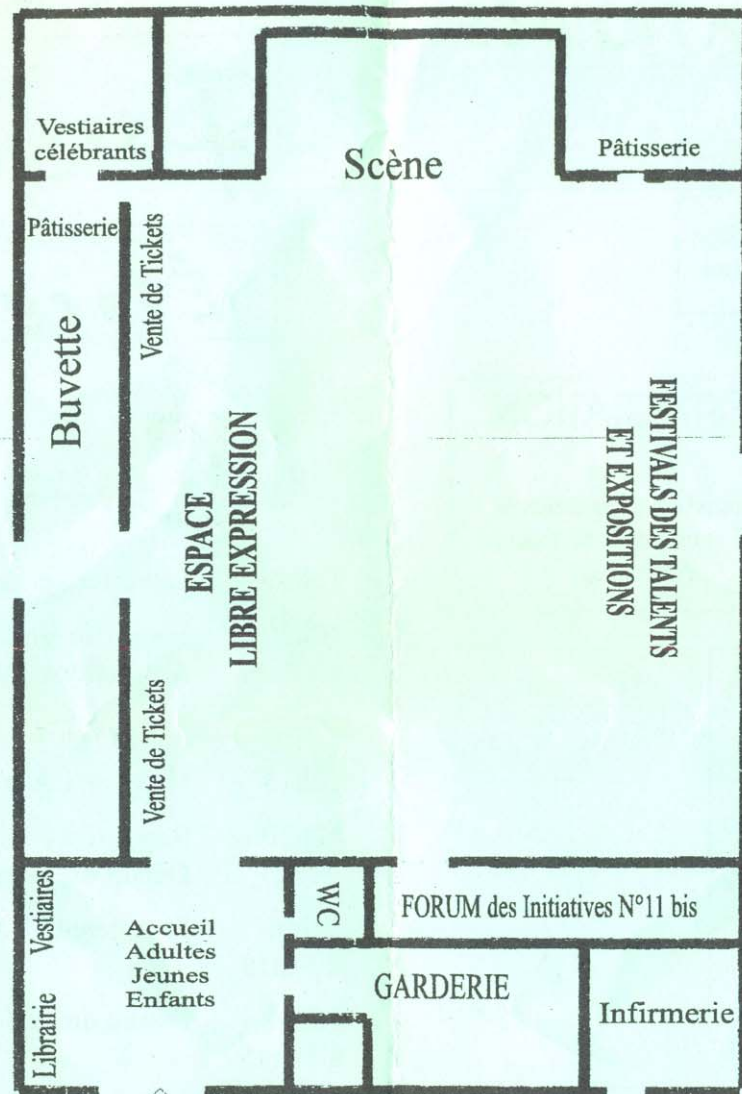 Vestiaires
célébrants
Scène
Pâtisserie
Pâtisserie
Vente de Tickets
Buvette
ESPACE
LIBRE EXPRESSION
FESTIVALS DES TALENTS
ET EXPOSITIONS
Vente de Tickets
Vestiaires
Librairie
Accueil
Adultes
Jeunes
Enfants
WC
FORUM des Initiatives N°11 bis
GARDERIE
Infirmerie